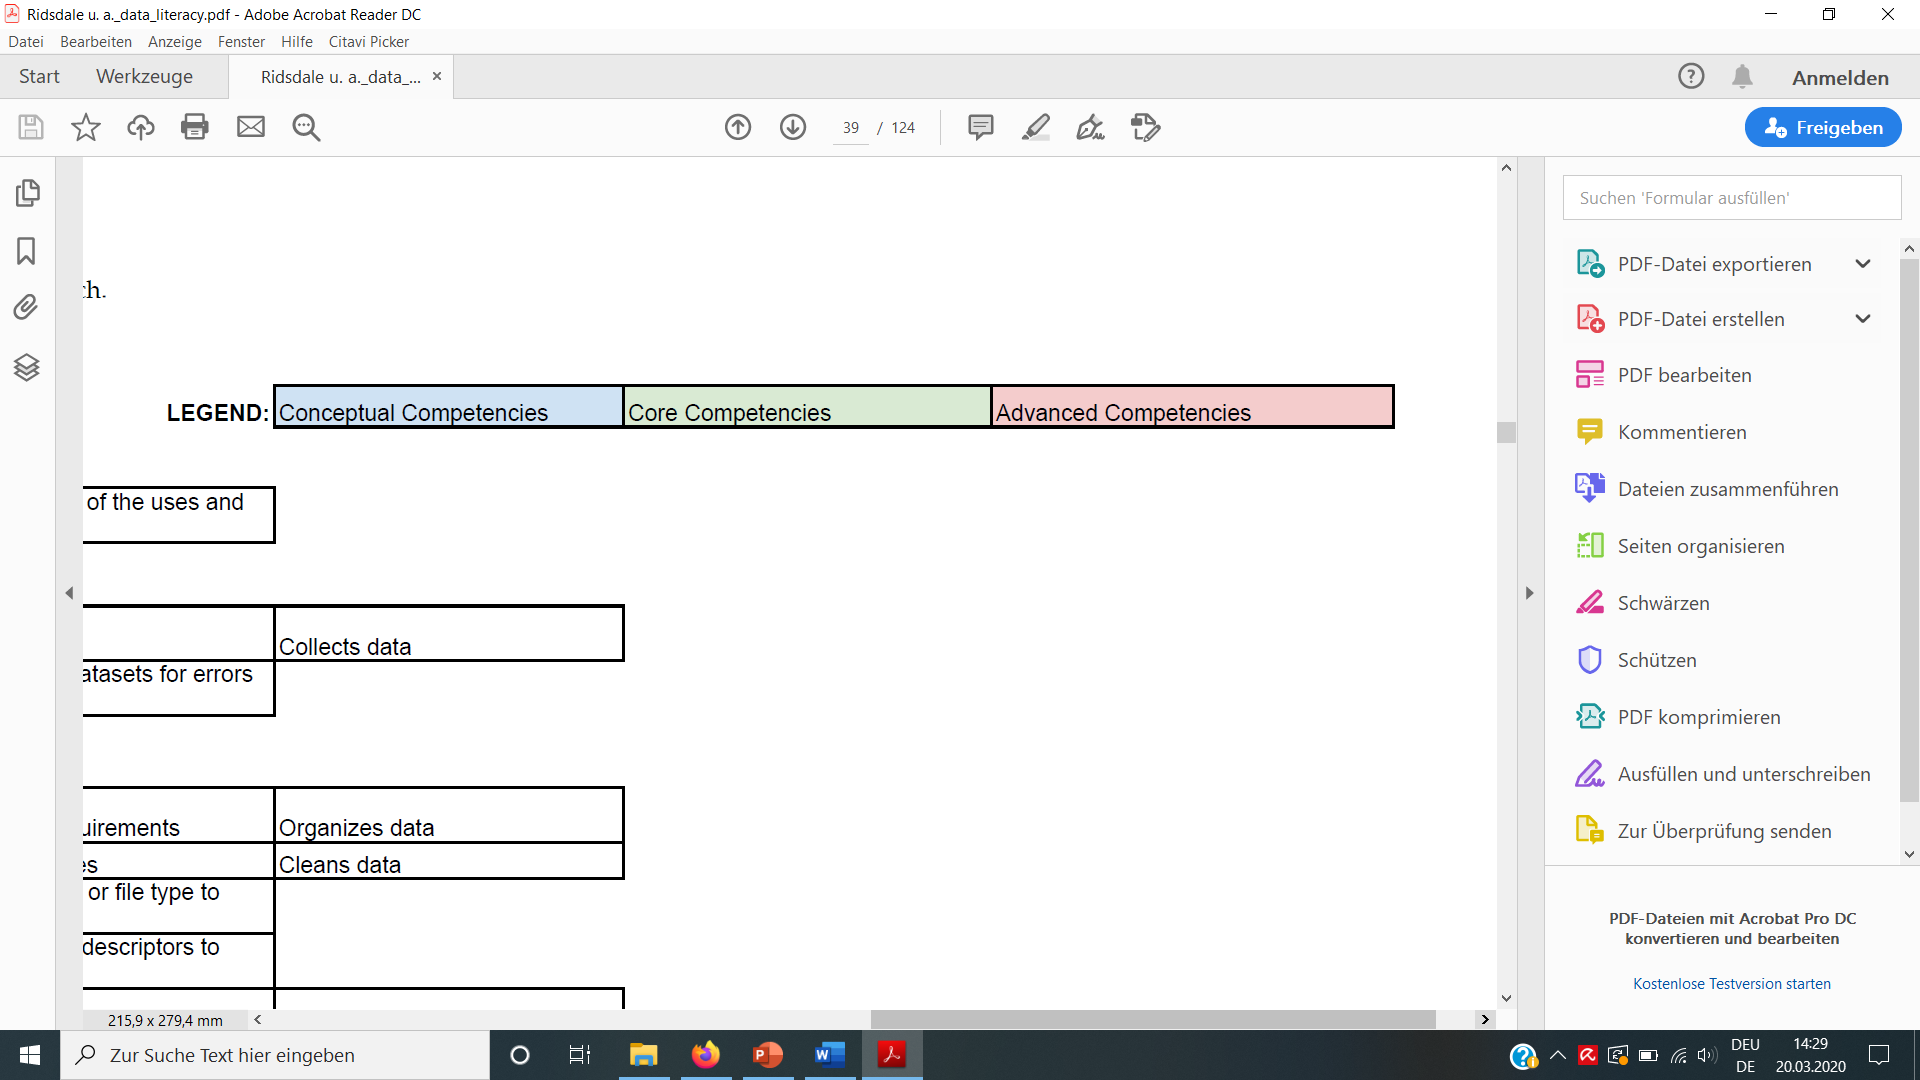 Ridsdale u. a._data_literacy.pdf - Adobe Acrobat Reader DC
Datei Bearbeiten Anzeige Fenster Hilfe Citavi Picker
Start Werkzeuge Ridsdale u. a._data_... × Anmelden
39 / 124 Freigeben
ch.
LEGEND: Conceptual Competencies Core Competencies Advanced Competencies
of the uses and
Collects data
atasets for errors
uirements Organizes data
es Cleans data
or file type to
descriptors to
215,9 x 279,4 mm
Suchen 'Formular ausfüllen'
PDF-Datei exportieren
PDF-Datei erstellen
PDF bearbeiten
Kommentieren
Dateien zusammenführen
Seiten organisieren
Schwärzen
Schützen
PDF komprimieren
Ausfüllen und unterschreiben
Zur Überprüfung senden
PDF-Dateien mit Acrobat Pro DC
konvertieren und bearbeiten
Kostenlose Testversion starten
Zur Suche Text hier eingeben
DEU
DE
14:29
20.03.2020